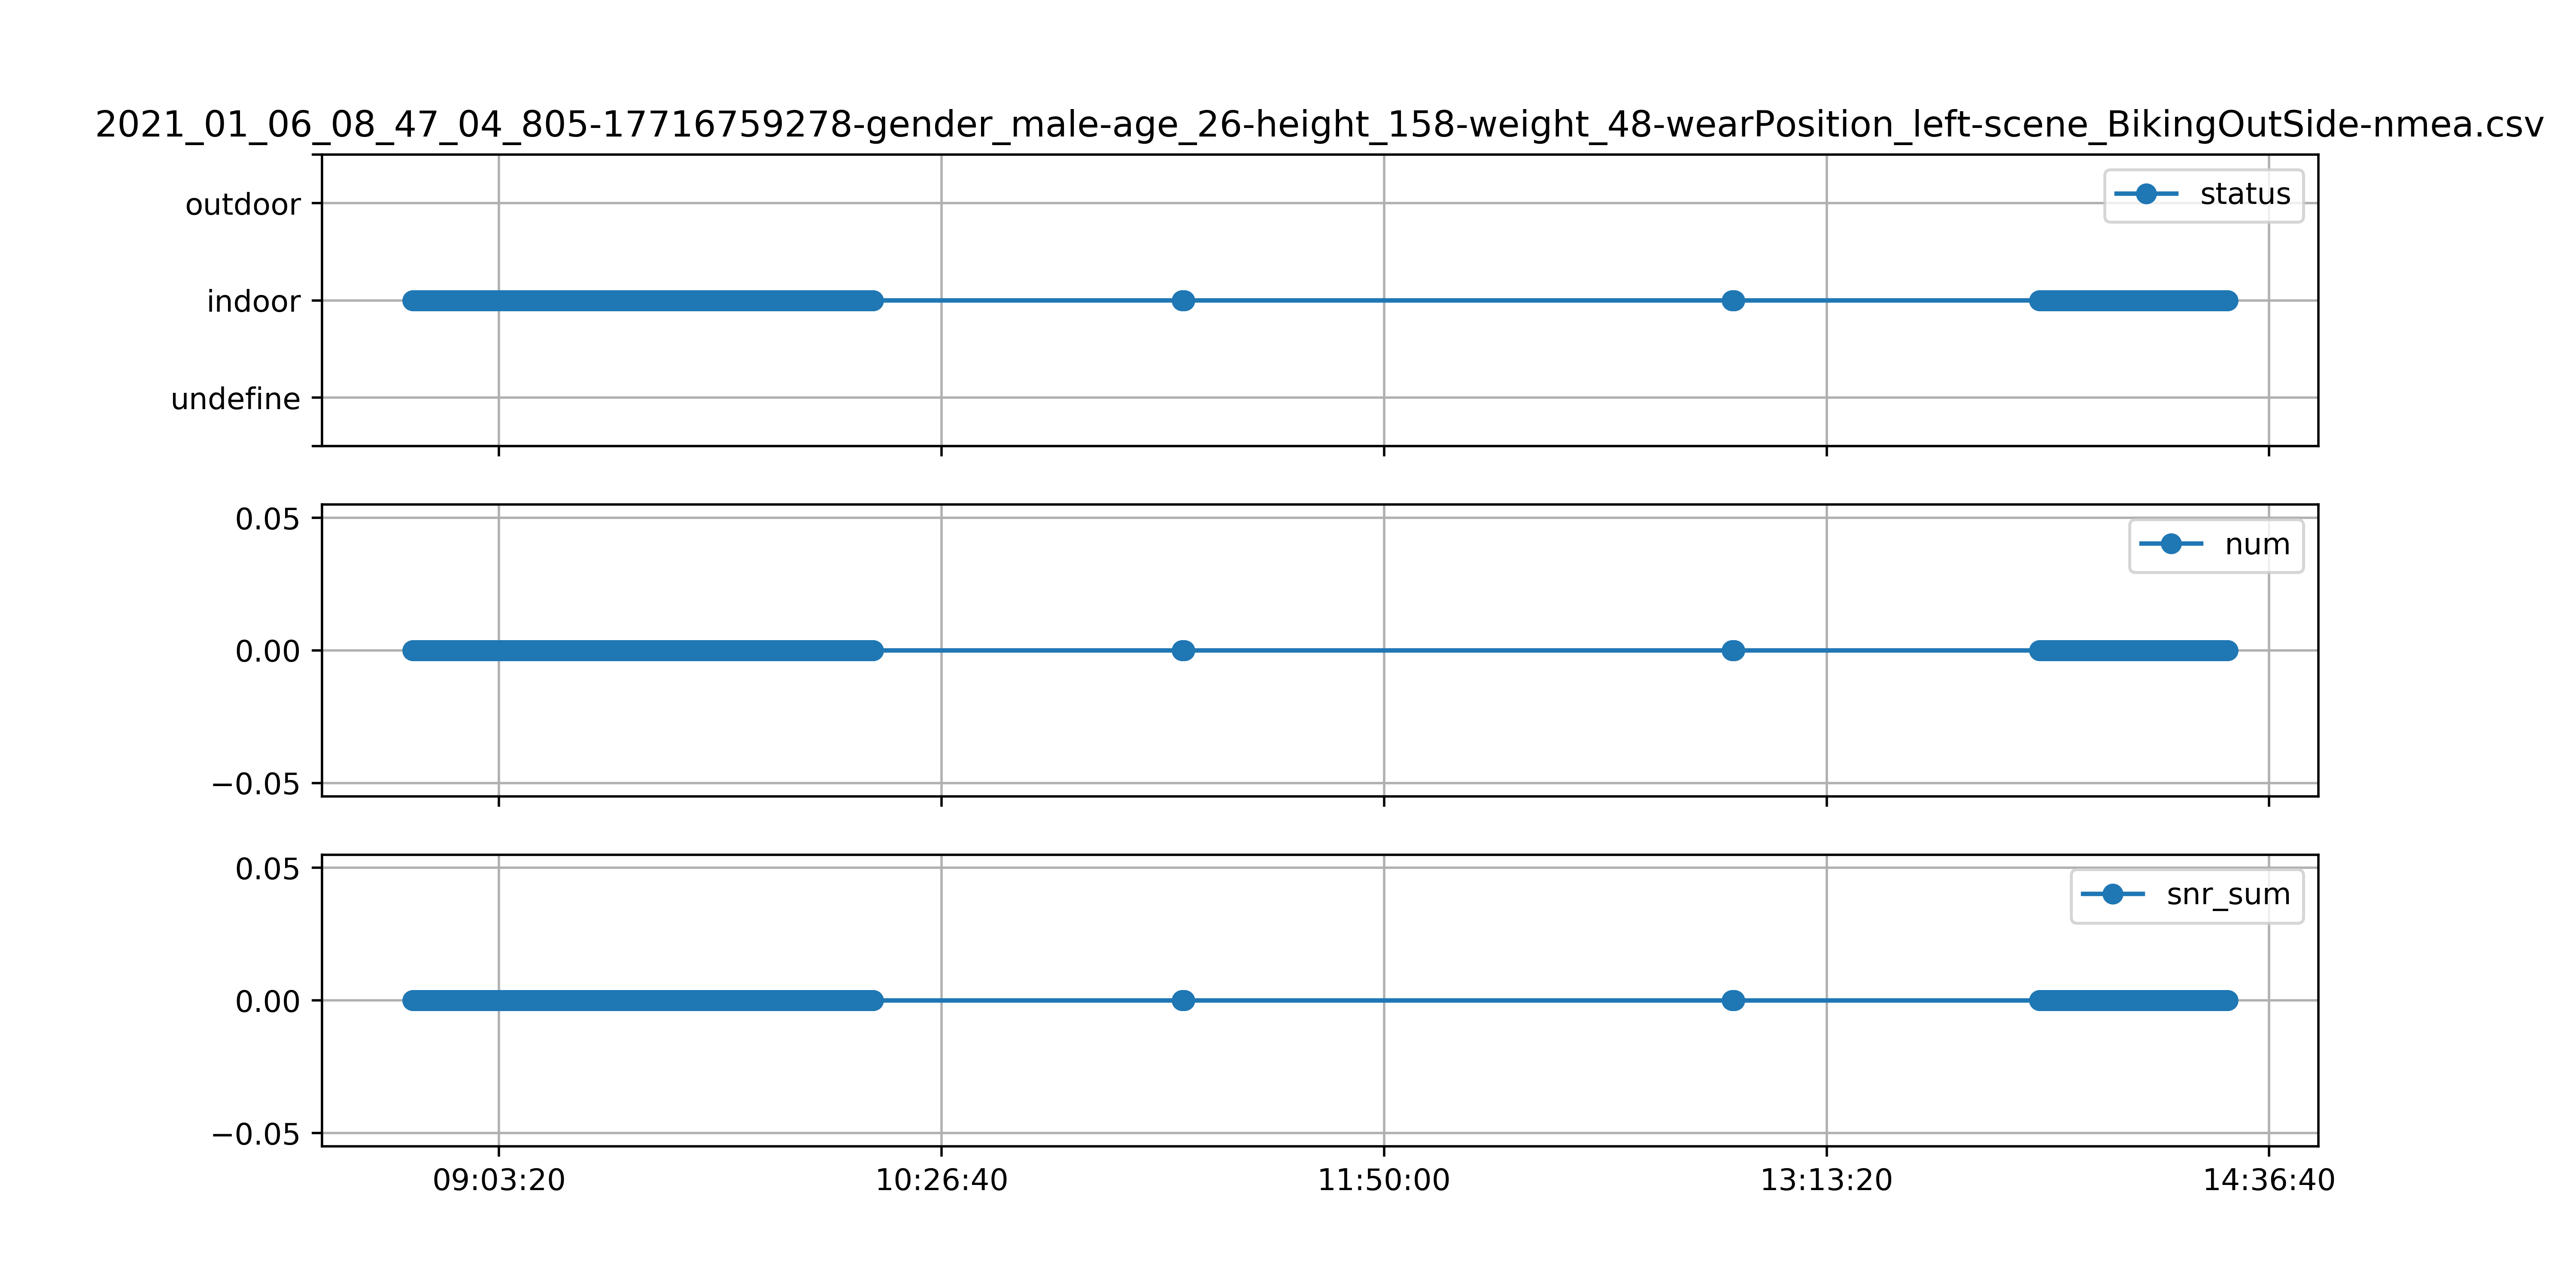 2021_01_06_08_47_04_805-17716759278-gender_male-age_26-height_158-weight_48-wearPosition_left-scene_BikingOutSide-nmea.csv
outdoor
status
indoor
undefine
0.05
num
0.00
−0.05
0.05
snr_sum
0.00
−0.05
09:03:20 10:26:40 11:50:00 13:13:20 14:36:40